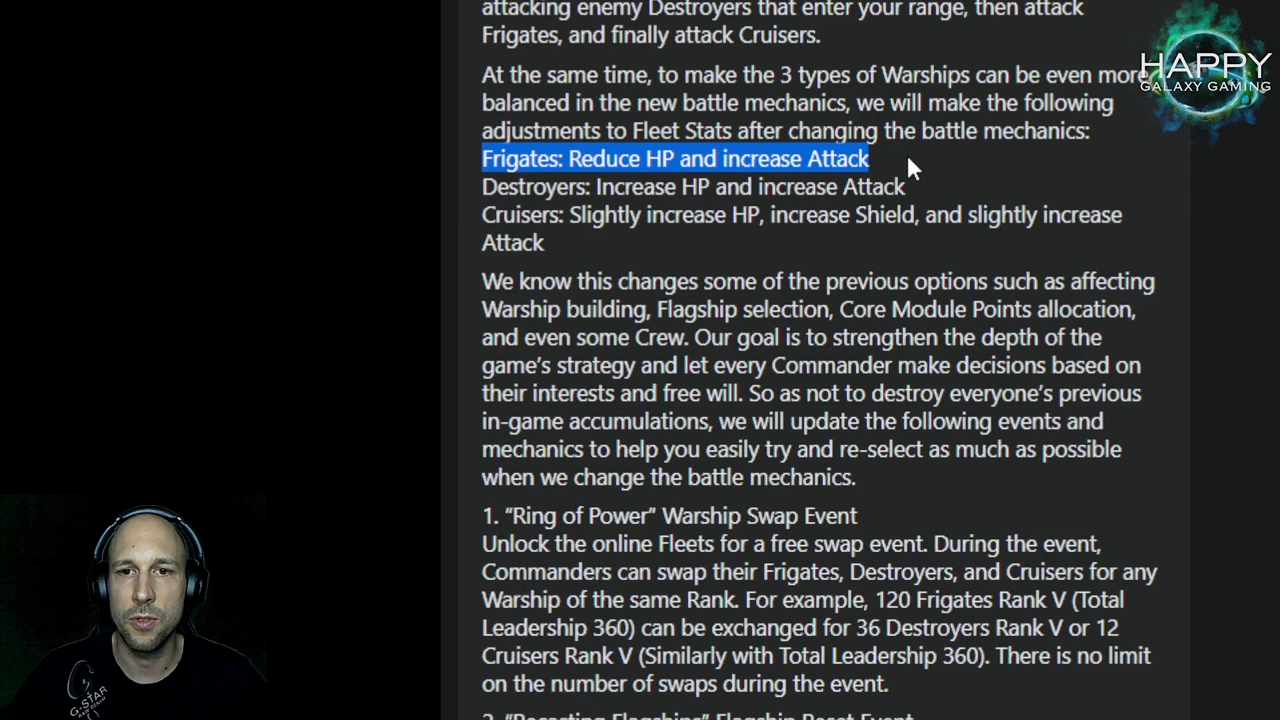 attacking enemy Destroyers that enter your range, then attack
Frigates, and finally attack Cruisers.
At the same time, to make the 3 types of Warships can be even more
balanced in the new battle mechanics, we will make the following
adjustments to Fleet Stats after changing the battle mechanics:
Frigates: Reduce HP and increase Attack
Destroyers: Increase HP and increase Attack
Cruisers: Slightly increase HP, increase Shield, and slightly increase
Attack
We know this changes some of the previous options such as affecting
Warship building, Flagship selection, Core Module Points allocation,
and even some Crew. Our goal is to strengthen the depth of the
game's strategy and let every Commander make decisions based on
their interests and free will. So as not to destroy everyone's previous
in-game accumulations, we will update the following events and
mechanics to help you easily try and re-select as much as possible
when we change the battle mechanics.
1. “Ring of Power” Warship Swap Event
Unlock the online Fleets for a free swap event. During the event,
Commanders can swap their Frigates, Destroyers, and Cruisers for any
Warship of the same Rank. For example, 120 Frigates Rank V (Total
Leadership 360) can be exchanged for 36 Destroyers Rank V or 12
Cruisers Rank V (Similarly with Total Leadership 360). There is no limit
on the number of swaps during the event.
Flagship Reset Event
HAPPY
GALAXY GAMING
G-STAR